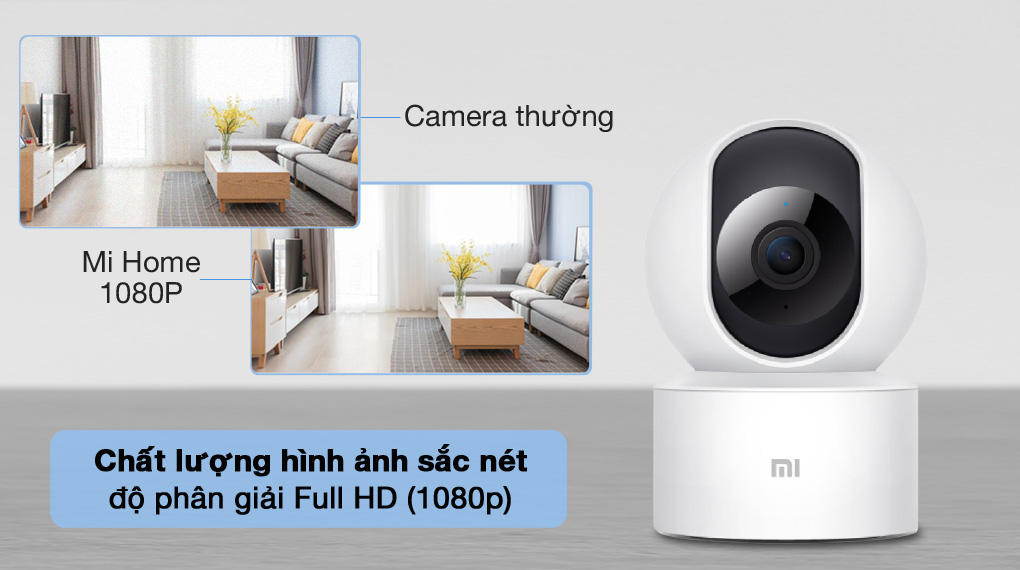 Camera thường
Mi Home
1080P
Chất lượng hình ảnh sắc nét
độ phân giải Full HD (1080p)
mi